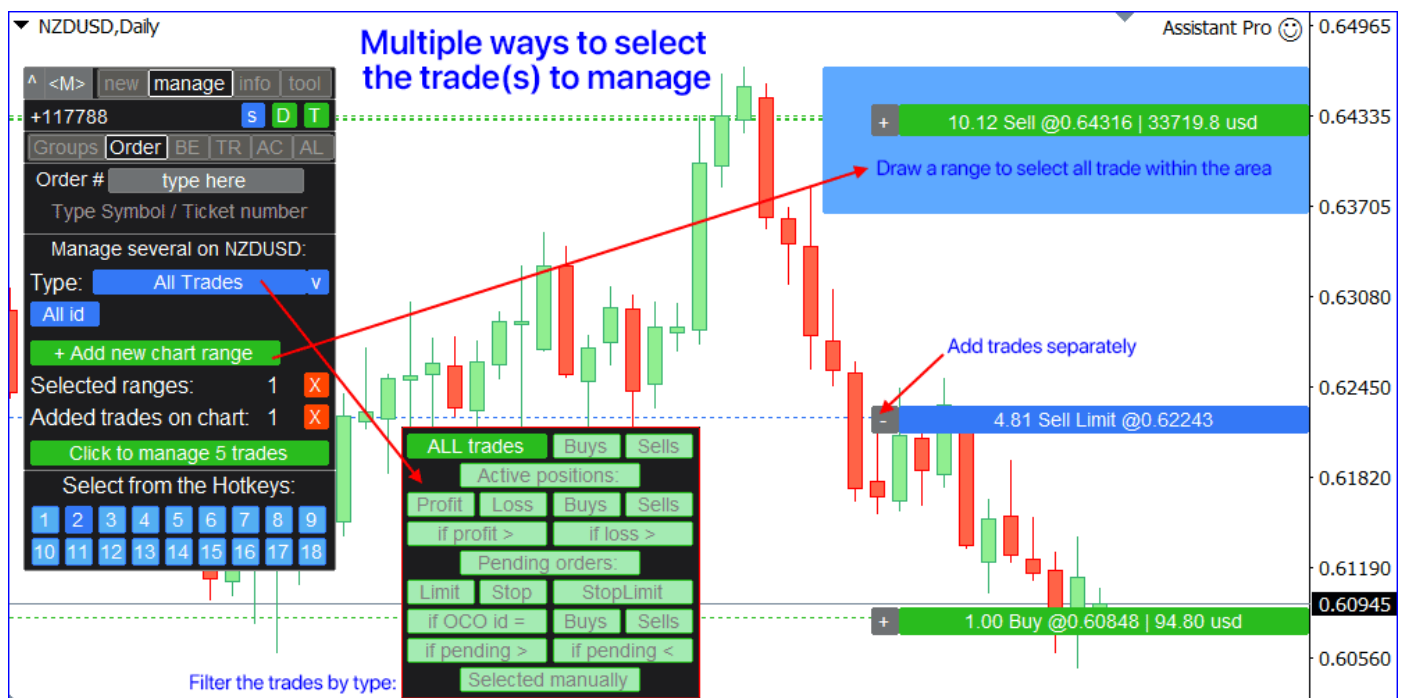 NZDUSD,Daily
Assistant Pro
Multiple ways to select
the trade(s) to manage
^ <M> new manage info tool
+117788 s D T
Groups Order BE TR AC AL
Order # type here
Type Symbol / Ticket number
Manage several on NZDUSD:
Type: All Trades v
All id
+ Add new chart range
Selected ranges: 1 X
Added trades on chart: 1 X
Click to manage 5 trades
Select from the Hotkeys:
1 2 3 4 5 6 7 8 9
10 11 12 13 14 15 16 17 18
ALL trades Buys Sells
Active positions:
Profit Loss Buys Sells
if profit > if loss >
Pending orders:
Limit Stop StopLimit
if OCO id = Buys Sells
if pending > if pending <
Selected manually
Filter the trades by type:
+ 10.12 Sell @0.64316 | 33719.8 usd
Draw a range to select all trade within the area
Add trades separately
- 4.81 Sell Limit @0.62243
+ 1.00 Buy @0.60848 | 94.80 usd
0.64965
0.64335
0.63705
0.63080
0.62450
0.61820
0.61190
0.60945
0.60560